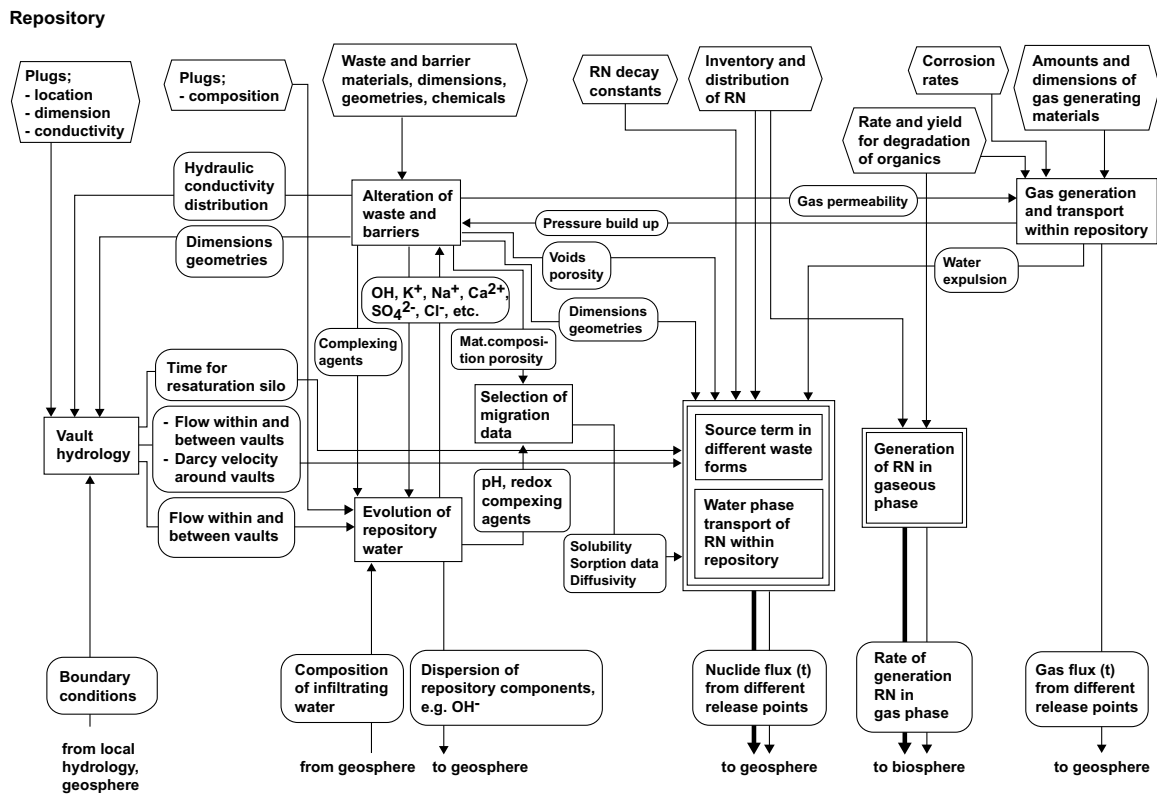 Repository
Plugs;
- location
- dimension
- conductivity
Plugs;
- composition
Waste and barrier
materials, dimensions,
geometries, chemicals
RN decay
constants
Inventory and
distribution
of RN
Corrosion
rates
Amounts and
dimensions of
gas generating
materials
Rate and yield
for degradation
of organics
Hydraulic
conductivity
distribution
Alteration of
waste and
barriers
Gas permeability
Gas generation
and transport
within repository
Pressure build up
Dimensions
geometries
Voids
porosity
Water
expulsion
OH, K+, Na+, Ca2+,
SO42-, Cl-, etc.
Dimensions
geometries
Complexing
agents
Mat.composi-
tion porosity
Time for
resaturation silo
Selection of
migration
data
Vault
hydrology
- Flow within and
between vaults
- Darcy velocity
around vaults
Source term in
different waste
forms
Generation
of RN in
gaseous
phase
pH, redox
compexing
agents
Water phase
transport of
RN within
repository
Flow within and
between vaults
Evolution of
repository
water
Solubility
Sorption data
Diffusivity
Boundary
conditions
Composition
of infiltrating
water
Dispersion of
repository components,
e.g. OH-
Nuclide flux (t)
from different
release points
Rate of
generation
RN in
gas phase
Gas flux (t)
from different
release points
from local
hydrology,
geosphere
from geosphere
to geosphere
to geosphere
to biosphere
to geosphere